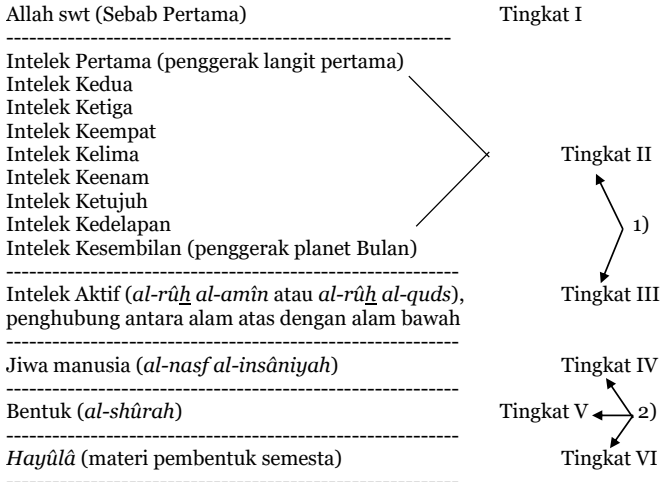 Allah swt (Sebab Pertama) Tingkat I
----------------------------------------------------------
Intelek Pertama (penggerak langit pertama)
Intelek Kedua
Intelek Ketiga
Intelek Keempat
Intelek Kelima Tingkat II
Intelek Keenam
Intelek Ketujuh
Intelek Kedelapan 1)
Intelek Kesembilan (penggerak planet Bulan)
-----------------------------------------------------------
Intelek Aktif (al-rûh al-amîn atau al-rûh al-quds), Tingkat III
penghubung antara alam atas dengan alam bawah
-----------------------------------------------------------
Jiwa manusia (al-nasf al-insâniyah) Tingkat IV
-----------------------------------------------------------
Bentuk (al-shûrah) Tingkat V 2)
-----------------------------------------------------------
Hayûlâ (materi pembentuk semesta) Tingkat VI
-----------------------------------------------------------